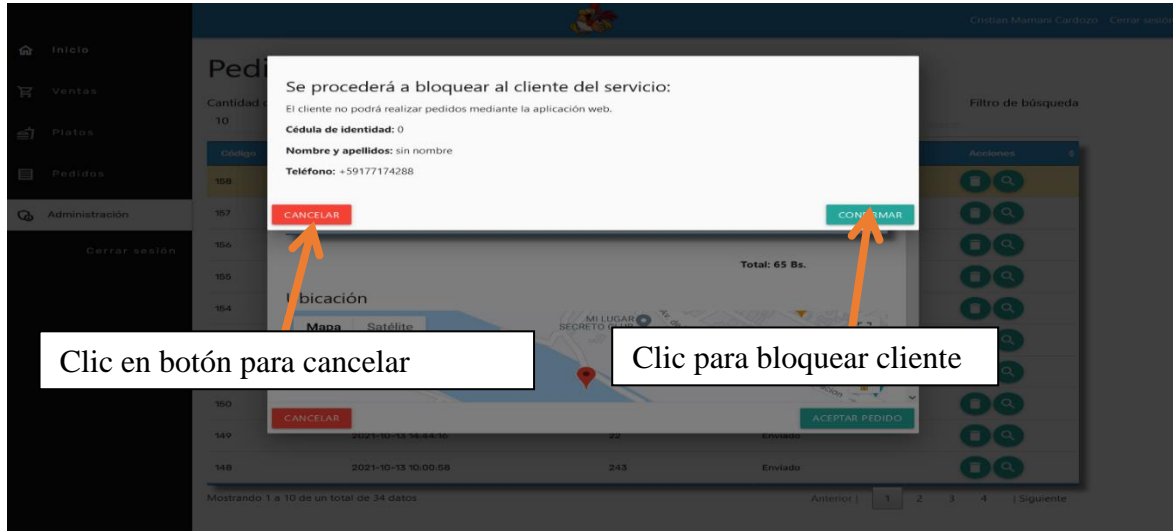 Cristian Mamani Cardozo Cerrar sesión
Inicio
Ventas
Platos
Pedidos
Administración
Cerrar sesión
Pedi
Cantidad
10
Filtro de búsqueda
Código
Acciones
158
157
156
155
154
150
149 2021-10-13 14:44:16 22 Enviado
148 2021-10-13 10:00:58 243 Enviado
Mostrando 1 a 10 de un total de 34 datos
Anterior | 1 2 3 4 | Siguiente
Se procederá a bloquear al cliente del servicio:
El cliente no podrá realizar pedidos mediante la aplicación web.
Cédula de identidad: 0
Nombre y apellidos: sin nombre
Teléfono: +59177174288
CANCELAR
CONFIRMAR
Total: 65 Bs.
Ubicación
Mapa Satélite
MI LUGAR
SECRETO CLUB
CANCELAR
ACEPTAR PEDIDO
Clic en botón para cancelar
Clic para bloquear cliente